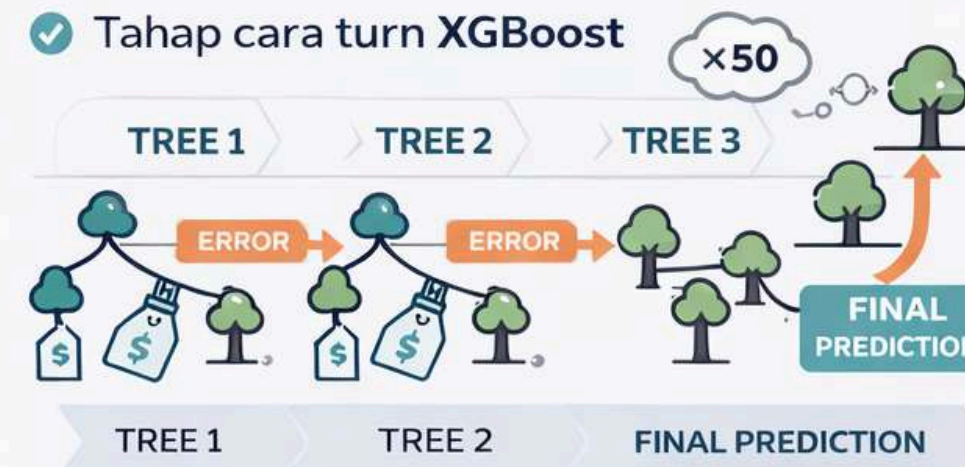 Tahap cara turn XGBoost
×50
TREE 1
TREE 2
TREE 3
ERROR
ERROR
$
$
$
$
FINAL
PREDICTION
TREE 1
TREE 2
FINAL PREDICTION